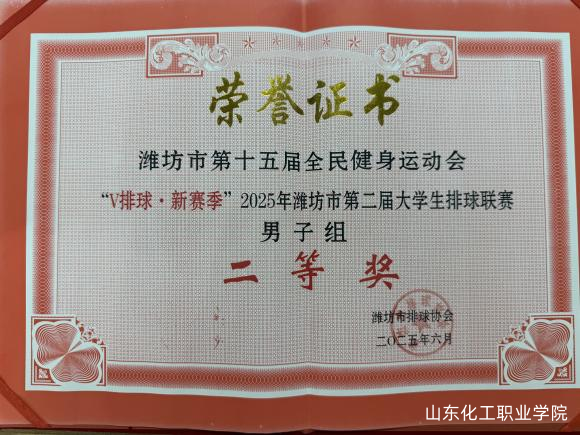 荣誉证书
潍坊市第十五届全民健身运动会
“V排球·新赛季”2025年潍坊市第二届大学生排球联赛
男子组
二等奖
潍坊市排球协会
二〇二五年六月
山东化工职业学院